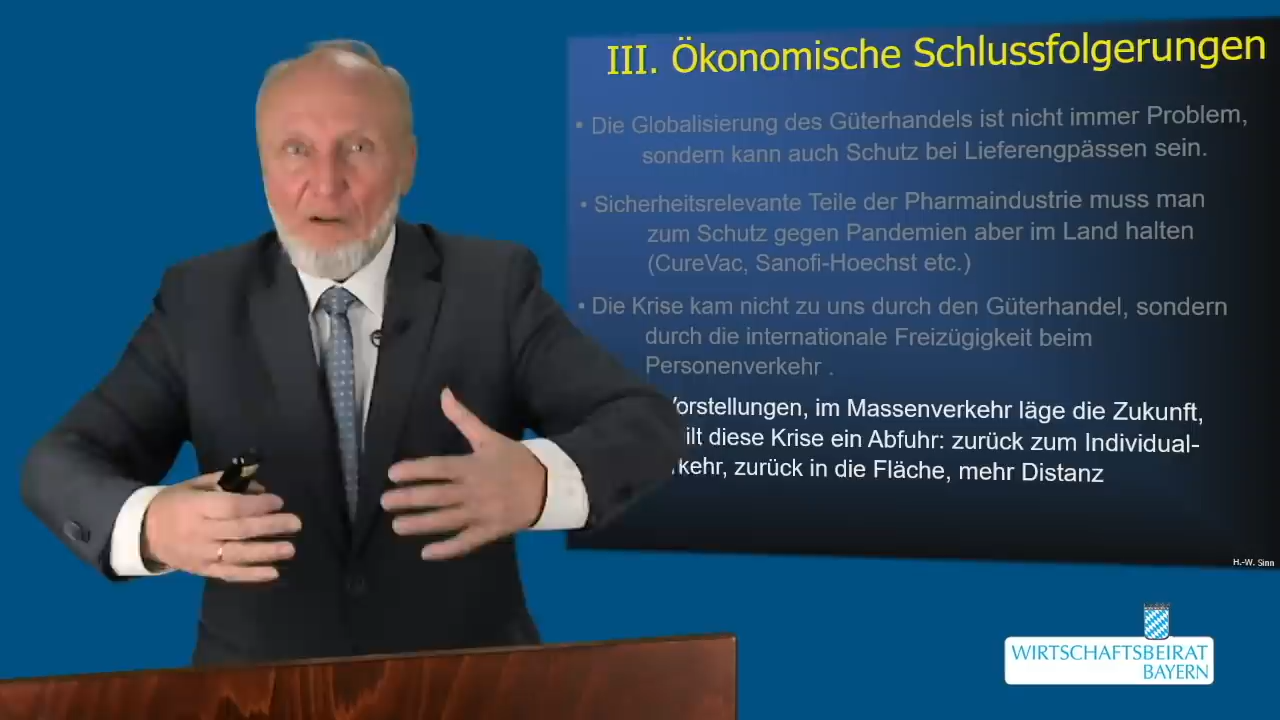 III. Ökonomische Schlussfolgerungen
• Die Globalisierung des Güterhandels ist nicht immer Problem,
sondern kann auch Schutz bei Lieferengpässen sein.
• Sicherheitsrelevante Teile der Pharmaindustrie muss man
zum Schutz gegen Pandemien aber im Land halten
(CureVac, Sanofi-Hoechst etc.)
• Die Krise kam nicht zu uns durch den Güterhandel, sondern
durch die internationale Freizügigkeit beim
Personenverkehr .
Vorstellungen, im Massenverkehr läge die Zukunft,
diese Krise ein Abfuhr: zurück zum Individual-
zurück in die Fläche, mehr Distanz
H.-W. Sinn
WIRTSCHAFTSBEIRAT
BAYERN